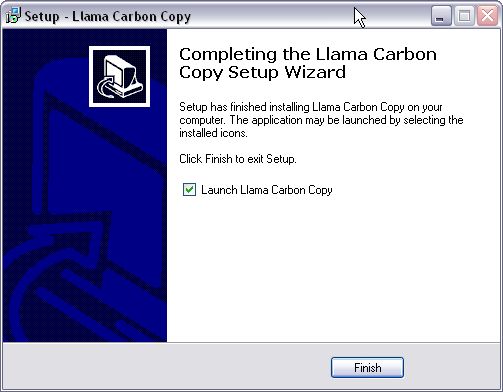 Setup - Llama Carbon Copy
Completing the Llama Carbon
Copy Setup Wizard
Setup has finished installing Llama Carbon Copy on your
computer. The application may be launched by selecting the
installed icons.
Click Finish to exit Setup.
Launch Llama Carbon Copy
Finish